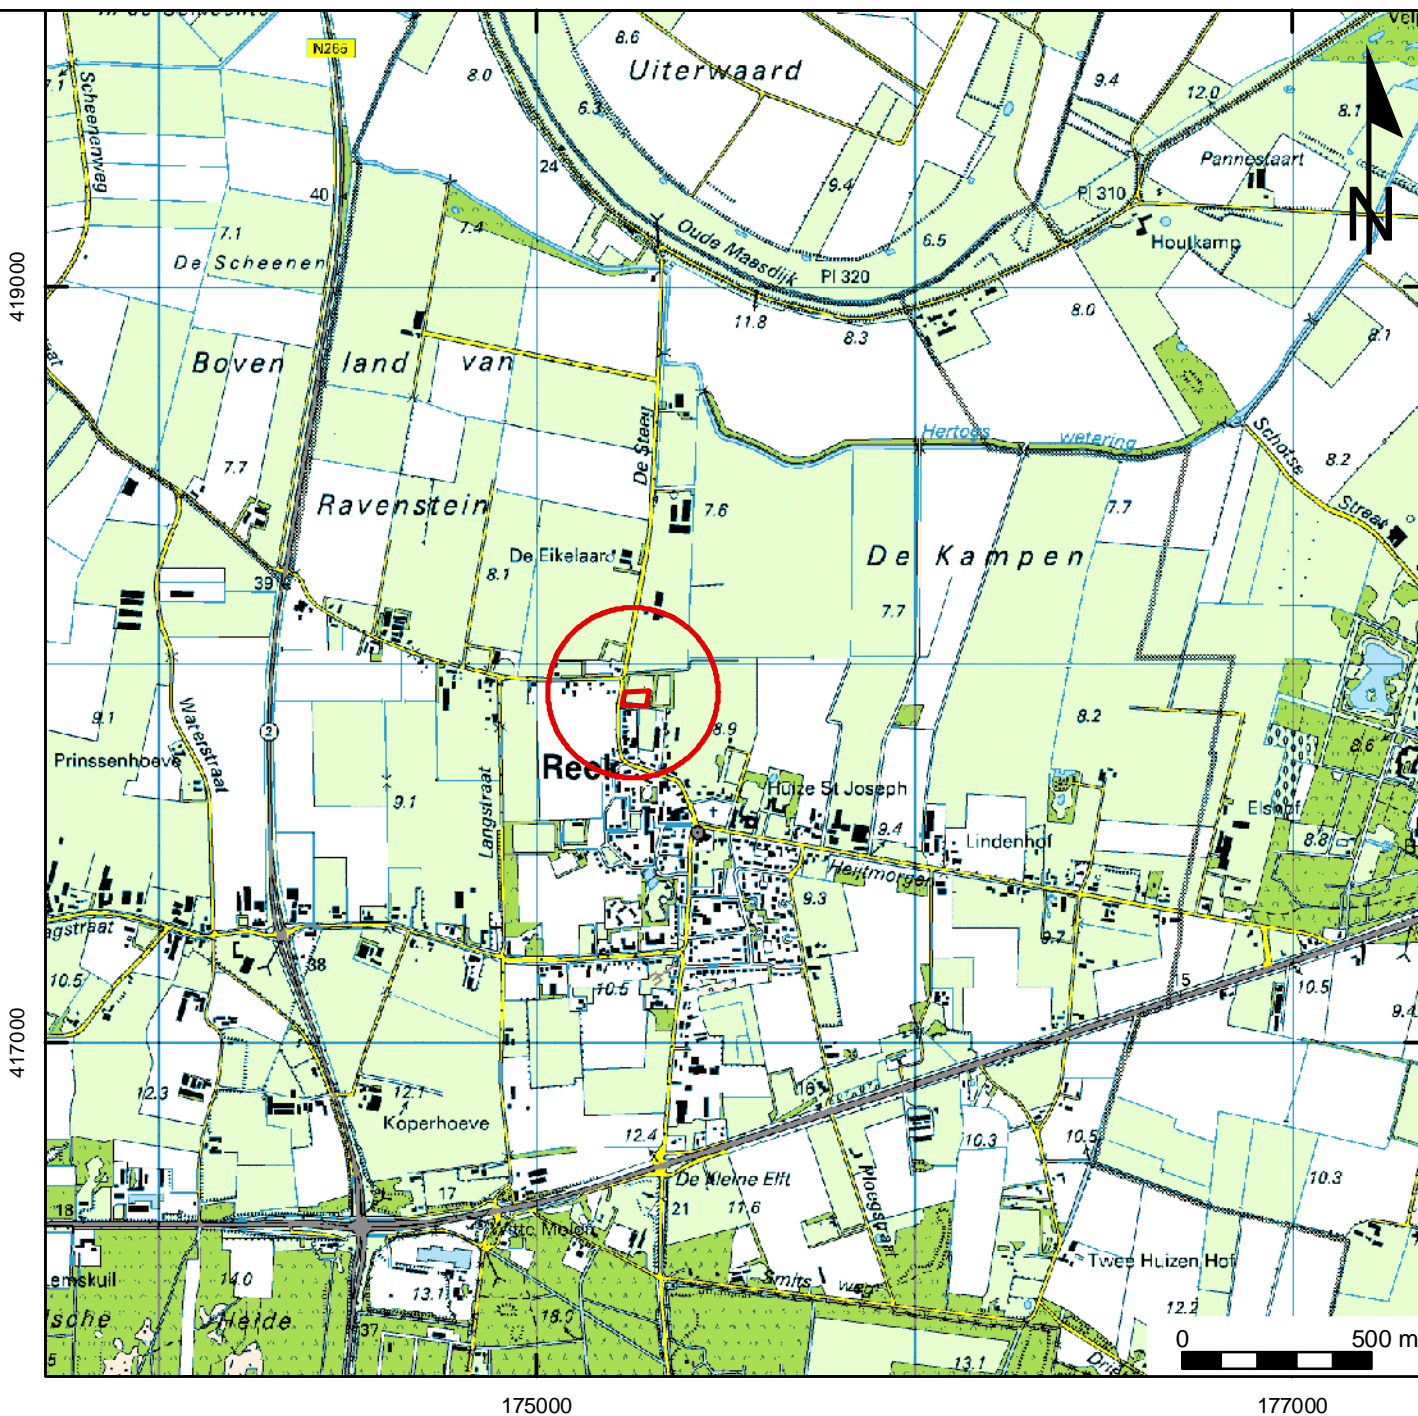 N265
8.6
Uiterwaard
8.0
9.4
12.0
8.1
7.1
Scheenenweg
6.3
24
40
Pannestaart
9.4
Pl 310
N
7.4
7.1
Oude Maasdijk
6.5
Houtkamp
De Scheenen
Pl 320
419000
11.8
8.3
8.0
8.1
Boven land van
De Steeg
Hertogs wetering
Schotse Straat
7.7
8.2
Ravenstein
7.6
7.7
De Eikelaard
De Kampen
8.1
39
7.7
9.1
Waterstraat
2
8.2
8.9
8.6
Prinssenhoeve
Reek
Langstraat
9.1
Huize St Joseph
9.4
Lindenhof
Elshof
8.8
Heijtmorgen
9.3
9.7
38
10.5
10.5
5
10.5
9.4
417000
12.3
12.1
16
Koperhoeve
12.4
10.3
10.5
10.3
De Kleine Elft
17
18
21
11.6
Ploegstraat
Twee Huizen Hof
14.0
13.1
Smits weg
Heide
18.0
37
12.2
13.1
0 500 m
175000 177000